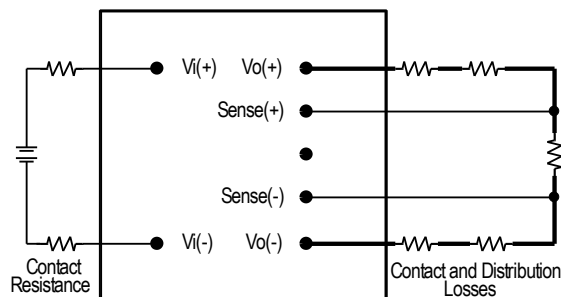 Vi(+) Vo(+)
Sense(+)
Sense(-)
Vi(-) Vo(-)
Contact
Resistance
Contact and Distribution
Losses